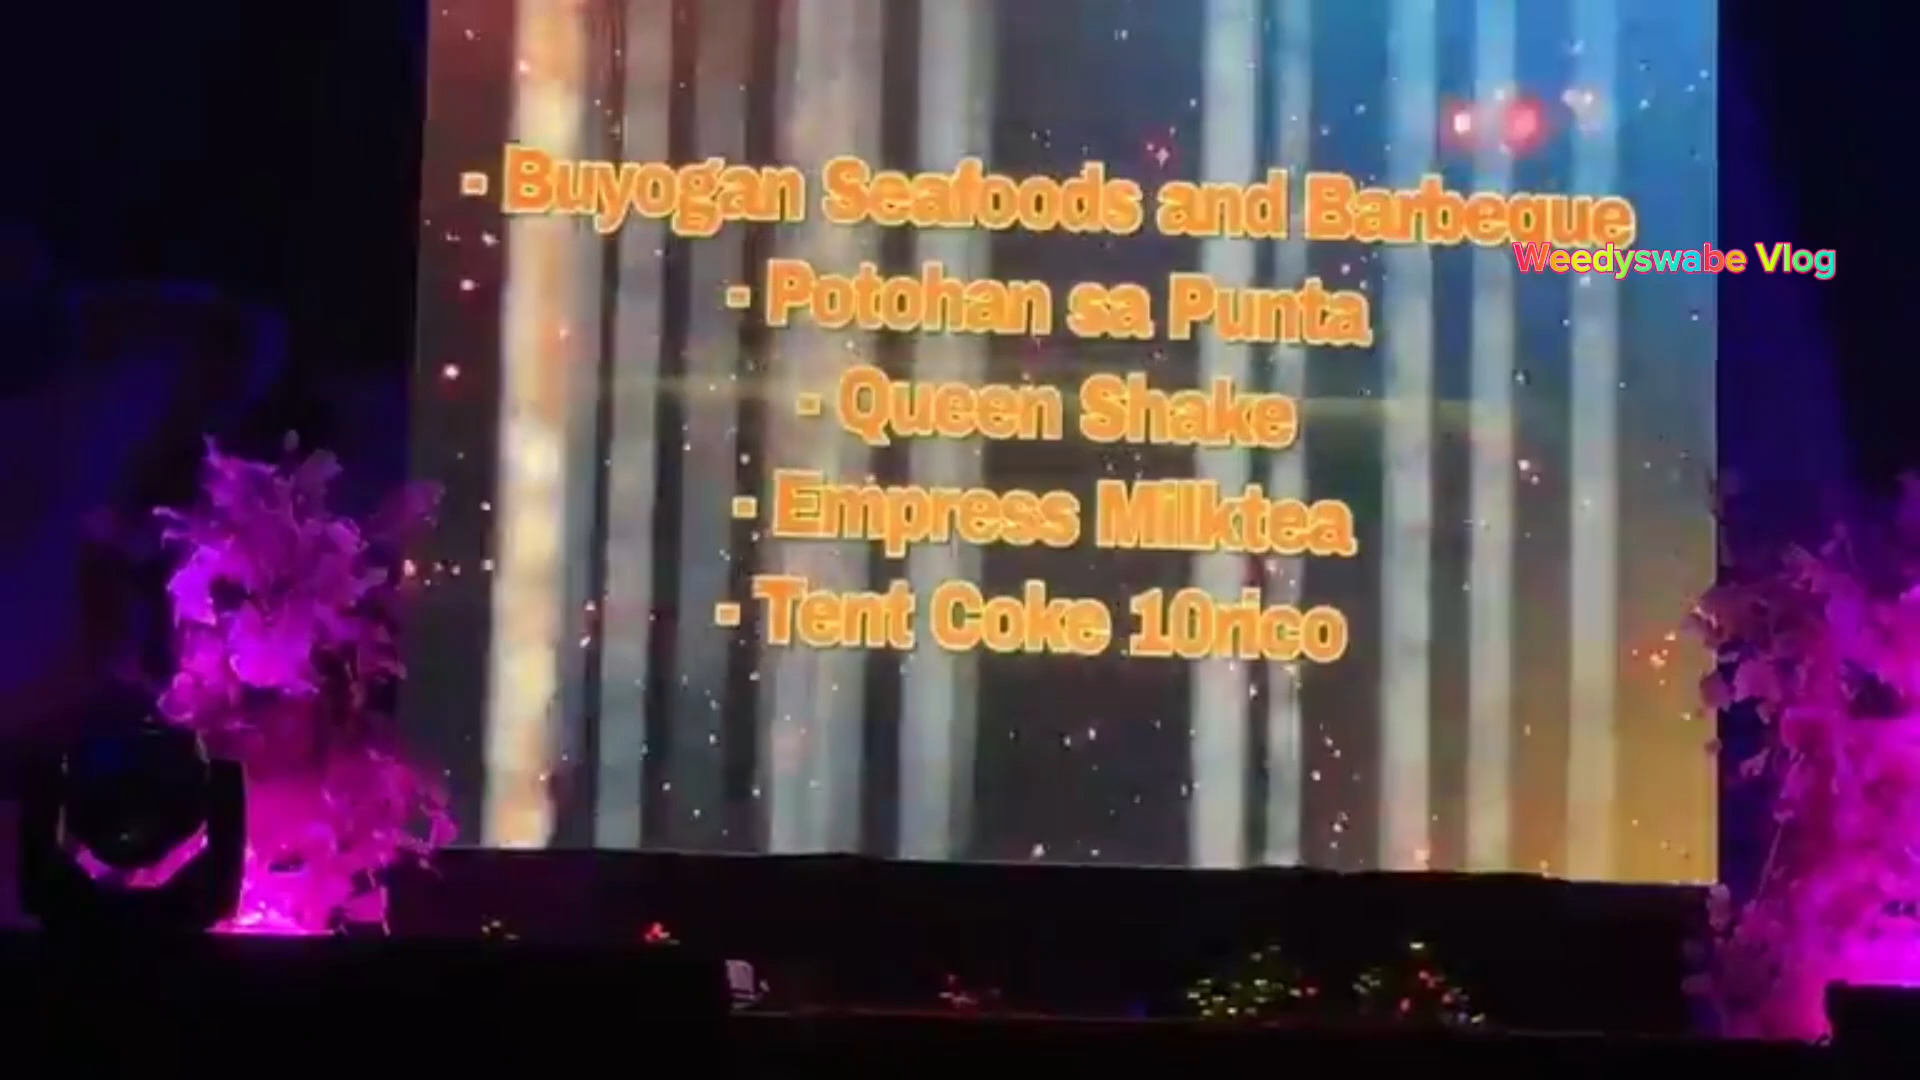 - Buyogan Seafoods and Barbeque
Weedyswabe Vlog
- Potohan sa Punta
- Queen Shake
- Empress Milktea
- Tent Coke 10rico